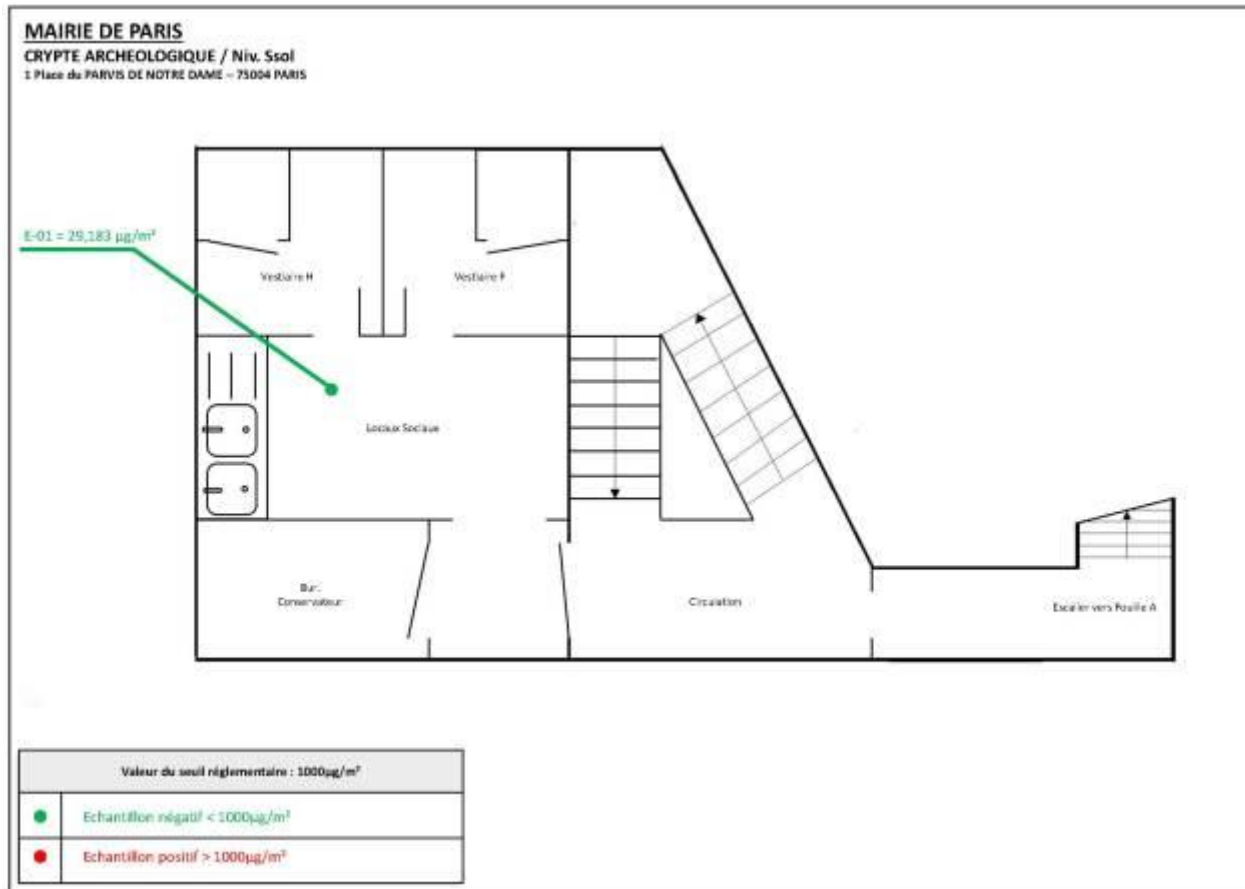 MAIRIE DE PARIS
CRYPTE ARCHEOLOGIQUE / Niv. Ssol
1 Place du PARVIS DE NOTRE DAME – 75004 PARIS
E-01 = 29,183 µg/m²
Vestiaire H
Vestiaire F
Locaux Sociaux
Bur.
Conservateur
Circulation
Escalier vers Fouille A
Valeur du seuil réglementaire : 1000µg/m²
Echantillon négatif < 1000µg/m²
Echantillon positif > 1000µg/m²